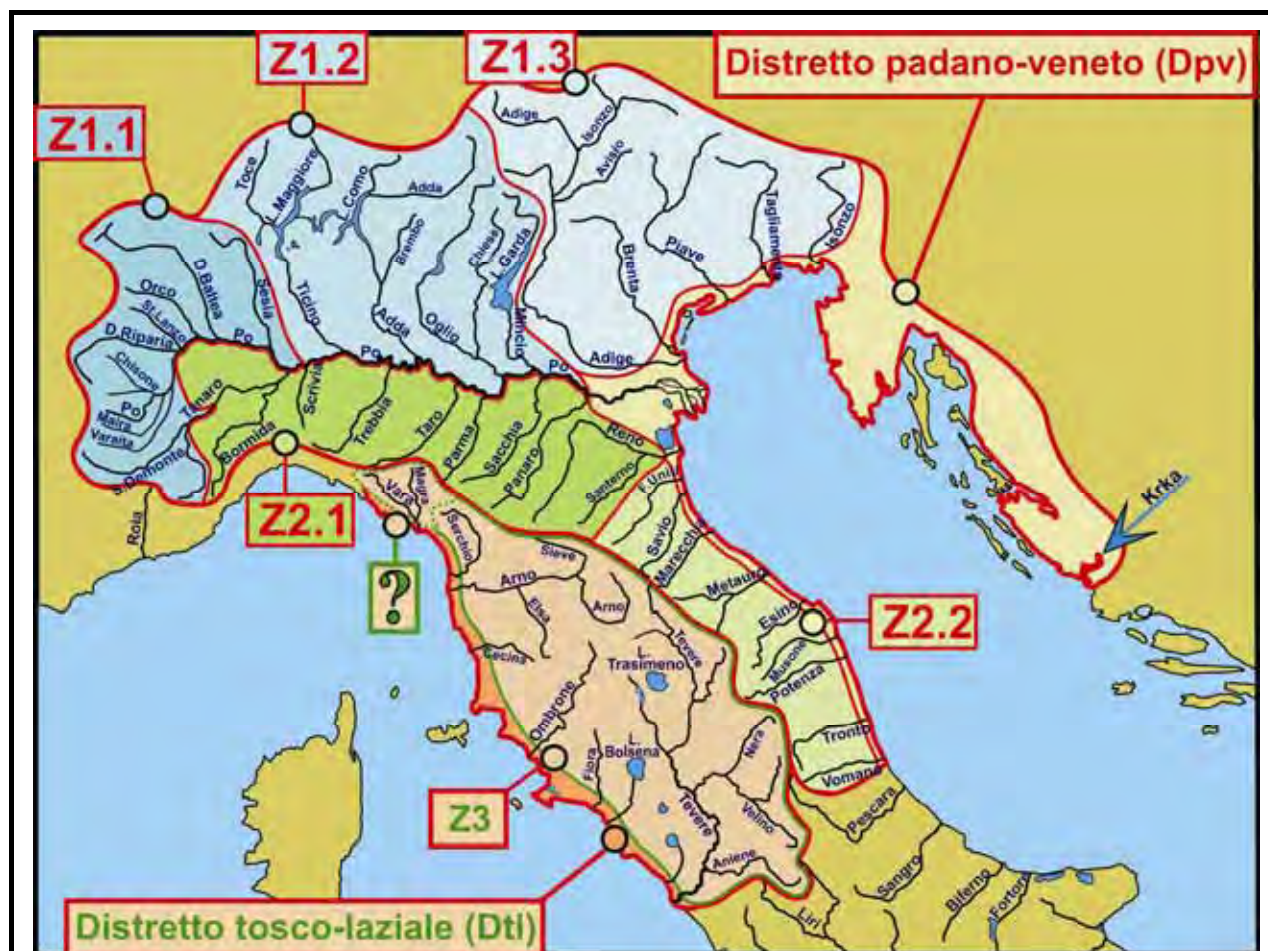 Z1.2
Z1.3
Distretto padano-veneto (Dpv)
Z1.1
Adige
Isonzo
Toce
L. Maggiore
L. Como
Adda
Avisio
Brembo
Chiese
L. Garda
Tagliamento
Isonzo
Piave
Brenta
Orco
D.Baltea
Sesia
St.Lanzo
Ticino
Adda
Oglio
Mincio
D.Riparia
Po
Po
Po
Adige
Chisone
Po
Maira
Varaita
Tanaro
Scrivia
Trebbia
Taro
Parma
Secchia
Panaro
Reno
Santerno
S.Demonte
Bormida
F.Uniti
Krka
Z2.1
Vara
Magra
Roia
Serchio
Savio
Marecchia
?
Sieve
Arno
Metauro
Elsa
Arno
Esino
Z2.2
Tevere
Cecina
L.
Trasimeno
Musone
Potenza
Ombrone
Nera
Tronto
Fiora
L.
Bolsena
Vomano
Z3
Tevere
Velino
Pescara
Aniene
Sangro
Biferno
Fortore
Liri
Distretto tosco-laziale (Dtl)